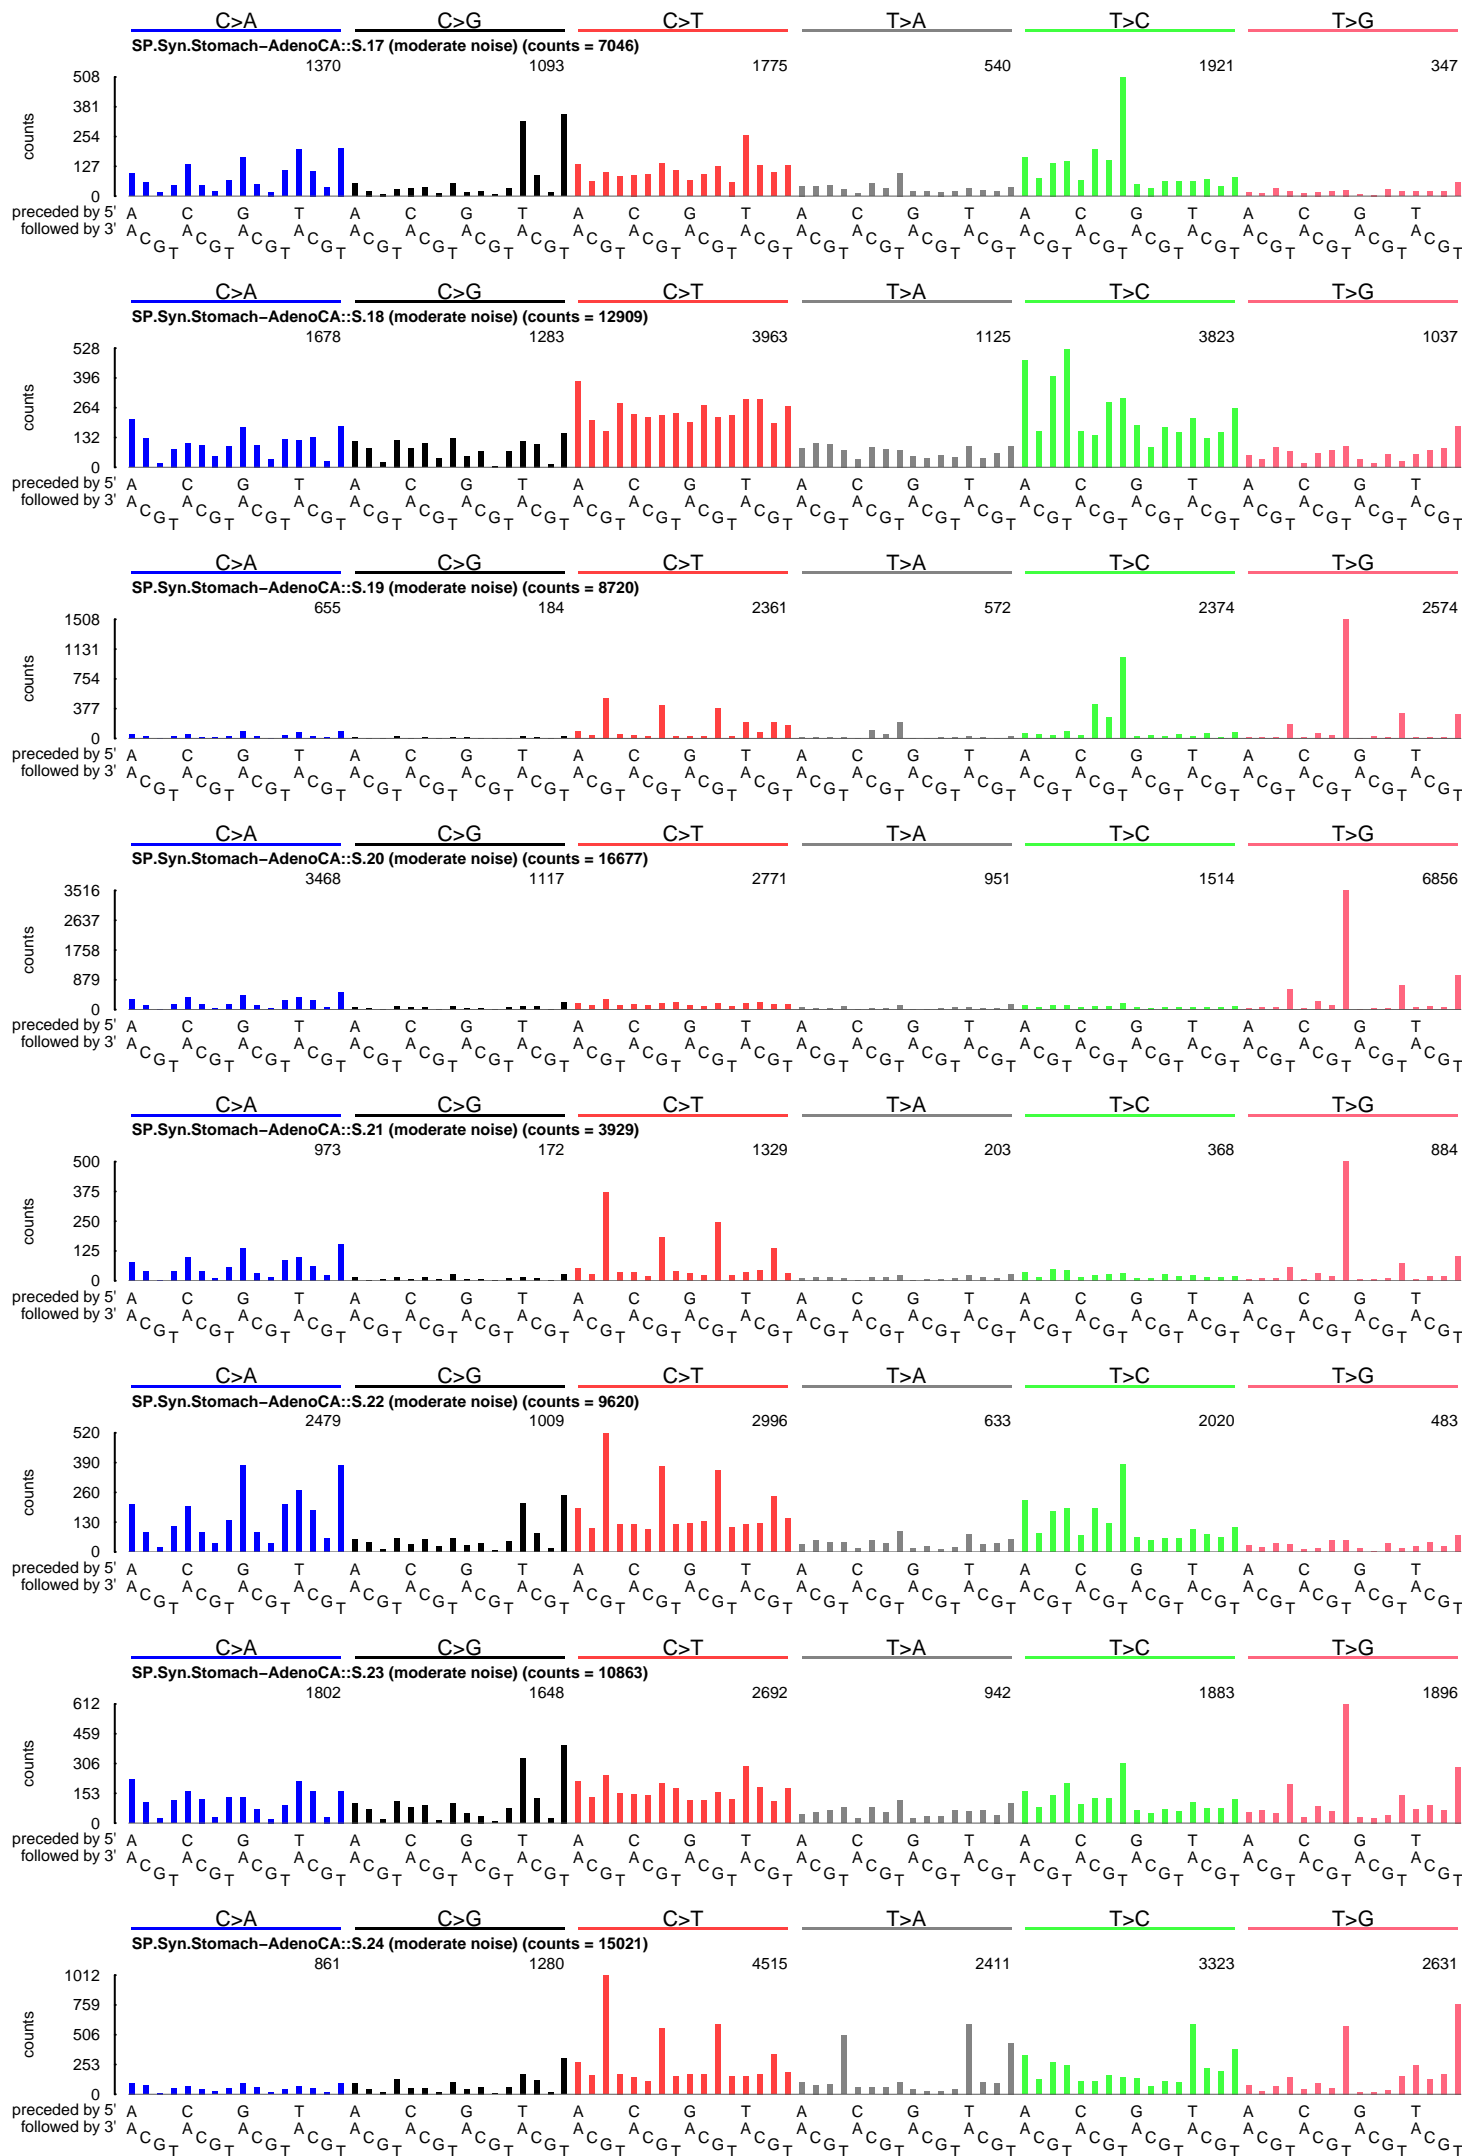 C>A C>G C>T T>A T>C T>G
SP.Syn.Stomach−AdenoCA::S.17 (moderate noise) (counts = 7046)
1370 1093 1775 540 1921 347
508
381
254
127
0
counts
preceded by 5' A C G T A C G T A C G T A C G T A C G T A C G T
followed by 3' A C G T A C G T A C G T A C G T A C G T A C G T A C G T A C G T A C G T A C G T A C G T A C G T A C G T A C G T A C G T A C G T A C G T A C G T A C G T A C G T A C G T A C G T A C G T A C G T
C>A C>G C>T T>A T>C T>G
SP.Syn.Stomach−AdenoCA::S.18 (moderate noise) (counts = 12909)
1678 1283 3963 1125 3823 1037
528
396
264
132
0
counts
preceded by 5' A C G T A C G T A C G T A C G T A C G T A C G T
followed by 3' A C G T A C G T A C G T A C G T A C G T A C G T A C G T A C G T A C G T A C G T A C G T A C G T A C G T A C G T A C G T A C G T A C G T A C G T A C G T A C G T A C G T A C G T A C G T A C G T
C>A C>G C>T T>A T>C T>G
SP.Syn.Stomach−AdenoCA::S.19 (moderate noise) (counts = 8720)
655 184 2361 572 2374 2574
1508
1131
754
377
0
counts
preceded by 5' A C G T A C G T A C G T A C G T A C G T A C G T
followed by 3' A C G T A C G T A C G T A C G T A C G T A C G T A C G T A C G T A C G T A C G T A C G T A C G T A C G T A C G T A C G T A C G T A C G T A C G T A C G T A C G T A C G T A C G T A C G T A C G T
C>A C>G C>T T>A T>C T>G
SP.Syn.Stomach−AdenoCA::S.20 (moderate noise) (counts = 16677)
3468 1117 2771 951 1514 6856
3516
2637
1758
879
0
counts
preceded by 5' A C G T A C G T A C G T A C G T A C G T A C G T
followed by 3' A C G T A C G T A C G T A C G T A C G T A C G T A C G T A C G T A C G T A C G T A C G T A C G T A C G T A C G T A C G T A C G T A C G T A C G T A C G T A C G T A C G T A C G T A C G T A C G T
C>A C>G C>T T>A T>C T>G
SP.Syn.Stomach−AdenoCA::S.21 (moderate noise) (counts = 3929)
973 172 1329 203 368 884
500
375
250
125
0
counts
preceded by 5' A C G T A C G T A C G T A C G T A C G T A C G T
followed by 3' A C G T A C G T A C G T A C G T A C G T A C G T A C G T A C G T A C G T A C G T A C G T A C G T A C G T A C G T A C G T A C G T A C G T A C G T A C G T A C G T A C G T A C G T A C G T A C G T
C>A C>G C>T T>A T>C T>G
SP.Syn.Stomach−AdenoCA::S.22 (moderate noise) (counts = 9620)
2479 1009 2996 633 2020 483
520
390
260
130
0
counts
preceded by 5' A C G T A C G T A C G T A C G T A C G T A C G T
followed by 3' A C G T A C G T A C G T A C G T A C G T A C G T A C G T A C G T A C G T A C G T A C G T A C G T A C G T A C G T A C G T A C G T A C G T A C G T A C G T A C G T A C G T A C G T A C G T A C G T
C>A C>G C>T T>A T>C T>G
SP.Syn.Stomach−AdenoCA::S.23 (moderate noise) (counts = 10863)
1802 1648 2692 942 1883 1896
612
459
306
153
0
counts
preceded by 5' A C G T A C G T A C G T A C G T A C G T A C G T
followed by 3' A C G T A C G T A C G T A C G T A C G T A C G T A C G T A C G T A C G T A C G T A C G T A C G T A C G T A C G T A C G T A C G T A C G T A C G T A C G T A C G T A C G T A C G T A C G T A C G T
C>A C>G C>T T>A T>C T>G
SP.Syn.Stomach−AdenoCA::S.24 (moderate noise) (counts = 15021)
861 1280 4515 2411 3323 2631
1012
759
506
253
0
counts
preceded by 5' A C G T A C G T A C G T A C G T A C G T A C G T
followed by 3' A C G T A C G T A C G T A C G T A C G T A C G T A C G T A C G T A C G T A C G T A C G T A C G T A C G T A C G T A C G T A C G T A C G T A C G T A C G T A C G T A C G T A C G T A C G T A C G T